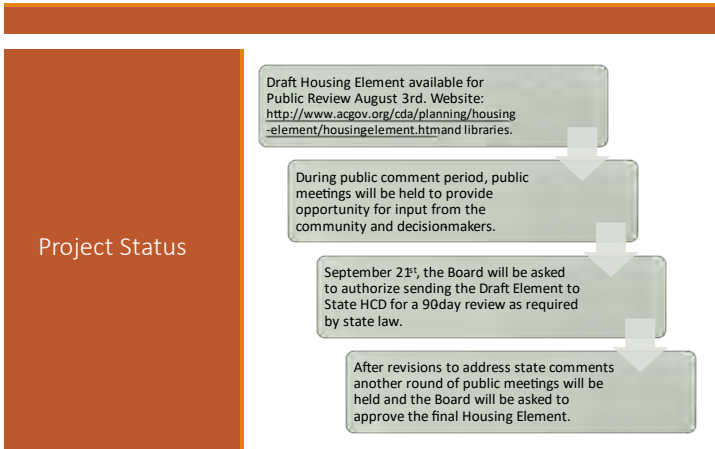 Project Status
Draft Housing Element available for
Public Review August 3rd. Website:
http://www.acgov.org/cda/planning/housing
-element/housingelement.htmand libraries.
During public comment period, public
meetings will be held to provide
opportunity for input from the
community and decision-makers.
September 21st, the Board will be asked
to authorize sending the Draft Element to
State HCD for a 90-day review as required
by state law.
After revisions to address state comments
another round of public meetings will be
held and the Board will be asked to
approve the final Housing Element.